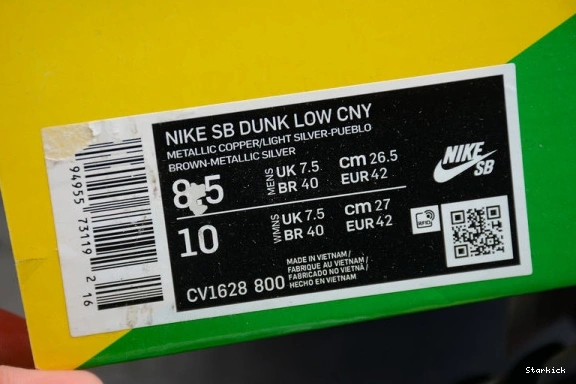 NIKE SB DUNK LOW CNY
METALLIC COPPER/LIGHT SILVER-PUEBLO
BROWN-METALLIC SILVER
8.5 MENS UK 7.5 cm 26.5
BR 40 EUR 42
10 WMNS UK 7.5 cm 27
BR 40 EUR 42
MADE IN VIETNAM /
FABRIQUE AU VIETNAM /
FABRICADO NO VIETNÃ /
HECHO EN VIETNAM
CV1628 800
NIKE
SB
RFID
94955 73119 2 16
Starkick